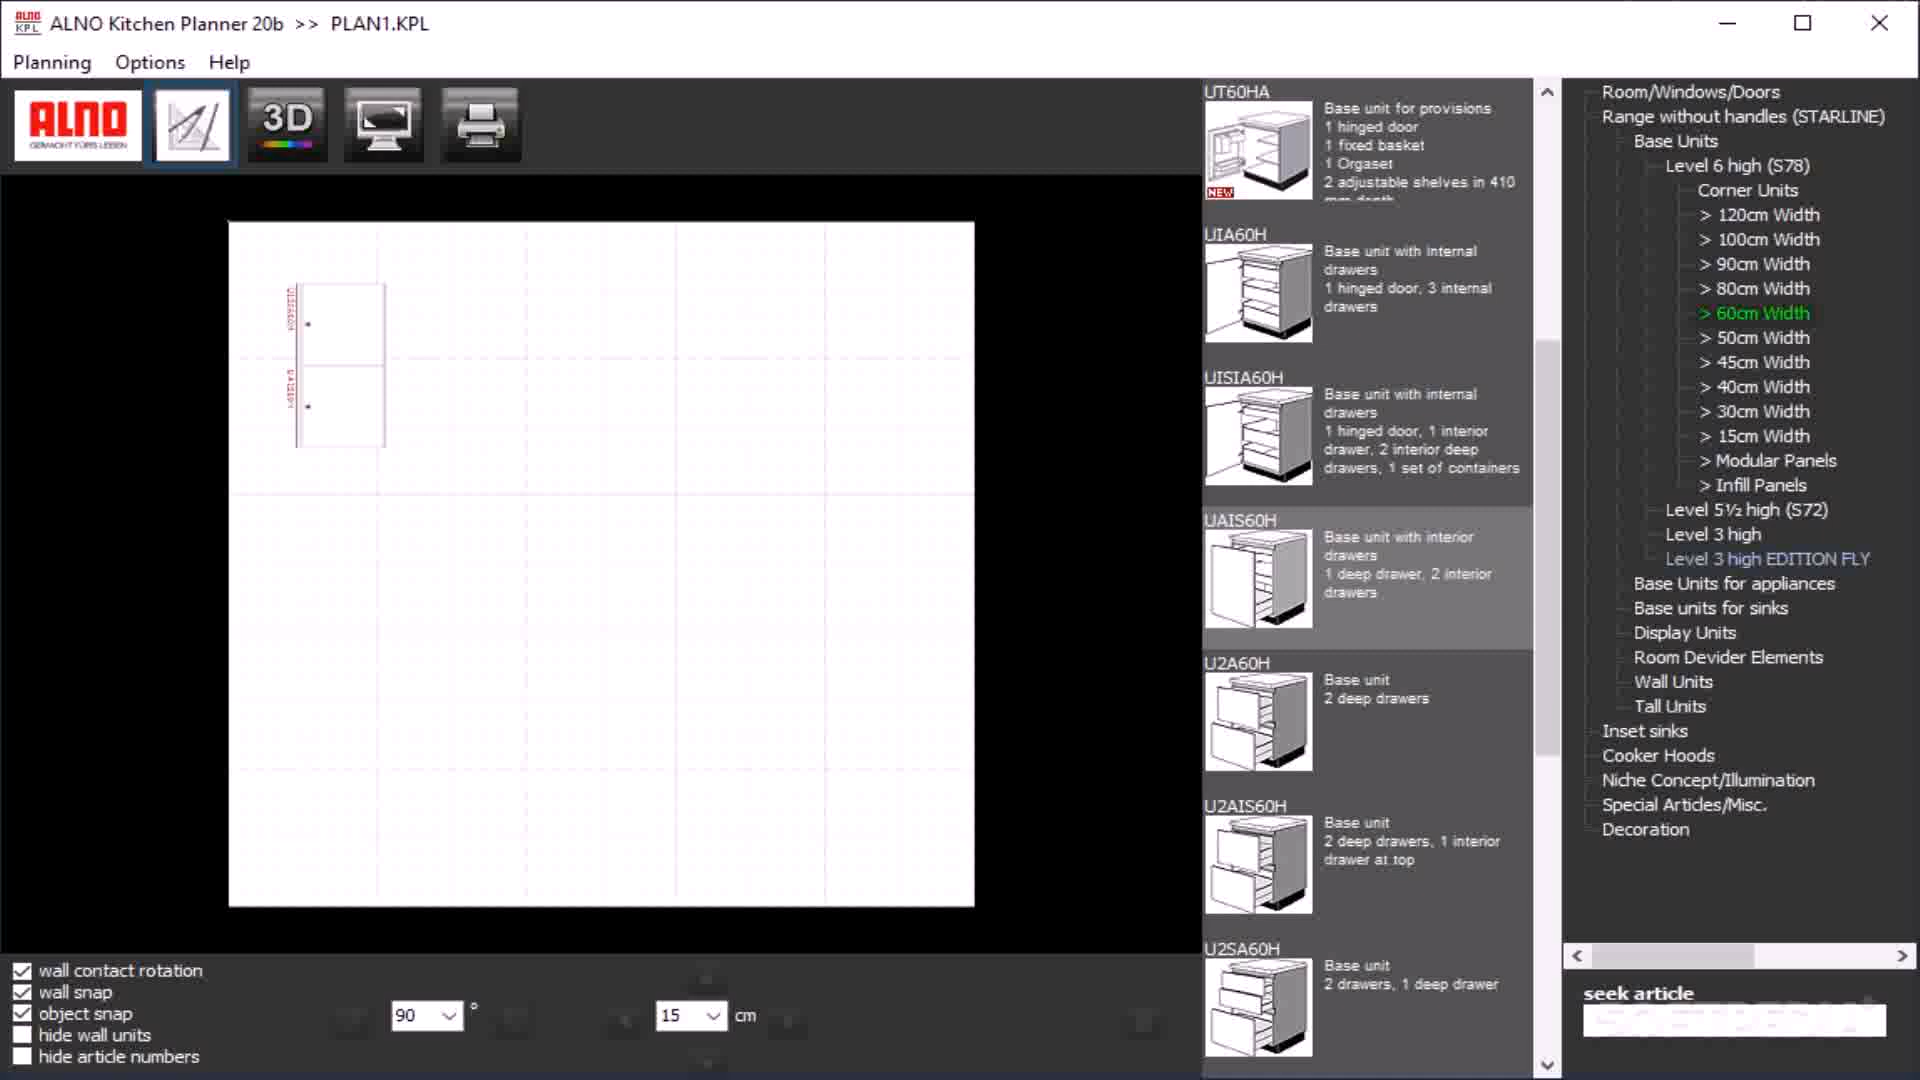 ALNO KPL ALNO Kitchen Planner 20b >> PLAN1.KPL
Planning Options Help
ALNO
3D
UT60HA
Base unit for provisions
1 hinged door
1 fixed basket
1 Orgaset
2 adjustable shelves in 410
mm depth
NEW
UIA60H
Base unit with internal
drawers
1 hinged door, 3 internal
drawers
UISIA60H
Base unit with internal
drawers
1 hinged door, 1 interior
drawer, 2 interior deep
drawers, 1 set of containers
UAIS60H
Base unit with interior
drawers
1 deep drawer, 2 interior
drawers
U2A60H
Base unit
2 deep drawers
U2AIS60H
Base unit
2 deep drawers, 1 interior
drawer at top
U2SA60H
Base unit
2 drawers, 1 deep drawer
Room/Windows/Doors
Range without handles (STARLINE)
Base Units
Level 6 high (S78)
Corner Units
> 120cm Width
> 100cm Width
> 90cm Width
> 80cm Width
> 60cm Width
> 50cm Width
> 45cm Width
> 40cm Width
> 30cm Width
> 15cm Width
> Modular Panels
> Infill Panels
Level 5½ high (S72)
Level 3 high
Level 3 high EDITION FLY
Base Units for appliances
Base units for sinks
Display Units
Room Devider Elements
Wall Units
Tall Units
Inset sinks
Cooker Hoods
Niche Concept/Illumination
Special Articles/Misc.
Decoration
seek article
wall contact rotation
wall snap
object snap
hide wall units
hide article numbers
90 °
15 cm